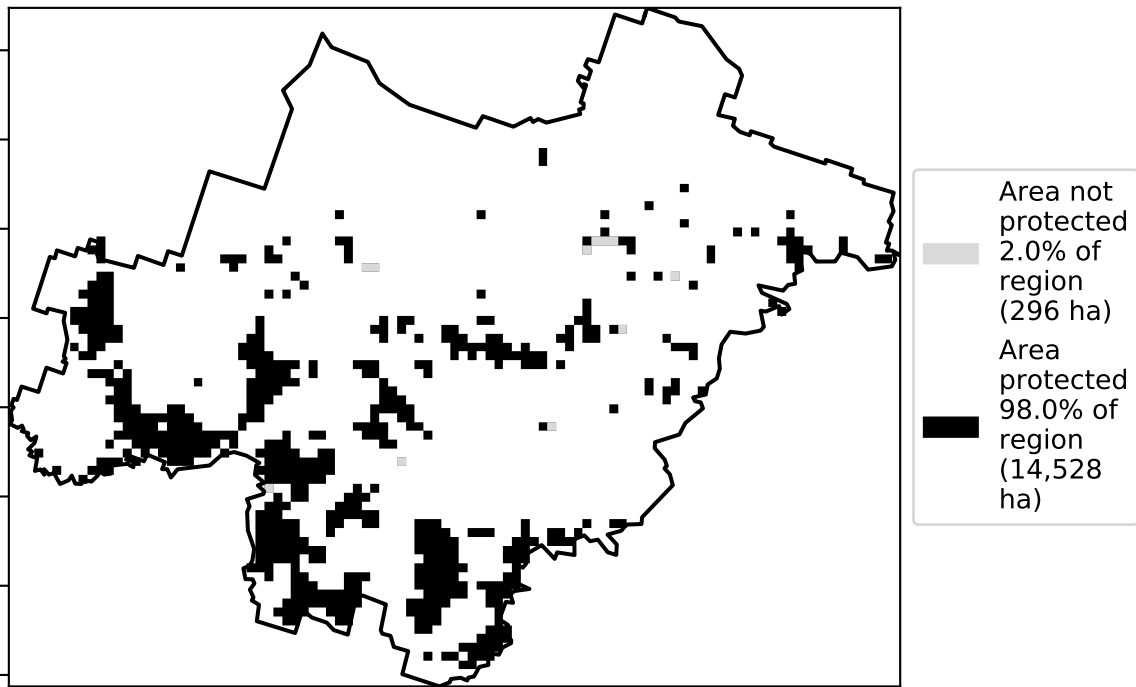 Area not
protected
2.0% of
region
(296 ha)
Area
protected
98.0% of
region
(14,528
ha)